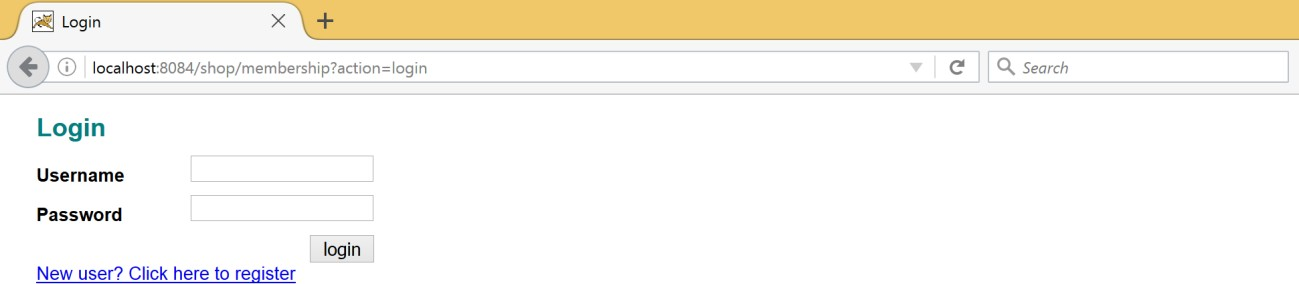 Login
localhost:8084/shop/membership?action=login
Search
Login
Username
Password
login
New user? Click here to register